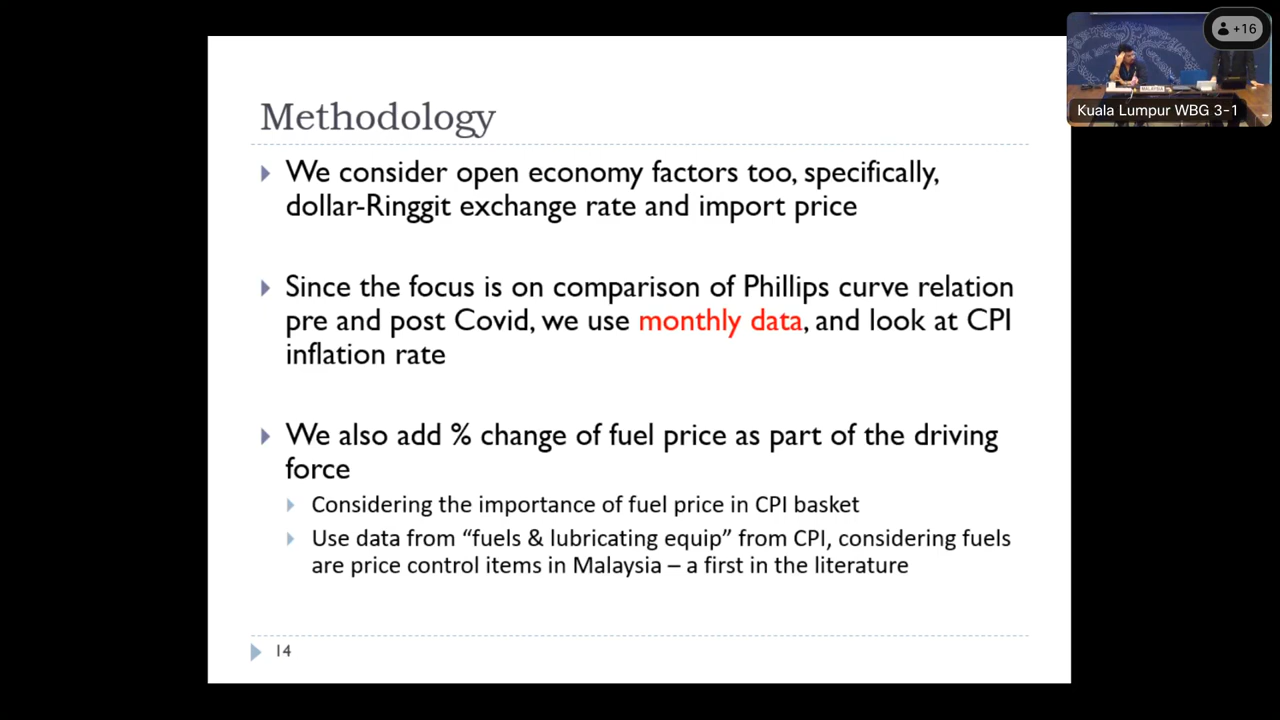 +16
Kuala Lumpur WBG 3-1
Methodology
We consider open economy factors too, specifically,
dollar-Ringgit exchange rate and import price
Since the focus is on comparison of Phillips curve relation
pre and post Covid, we use monthly data, and look at CPI
inflation rate
We also add % change of fuel price as part of the driving
force
Considering the importance of fuel price in CPI basket
Use data from “fuels & lubricating equip” from CPI, considering fuels
are price control items in Malaysia – a first in the literature
14